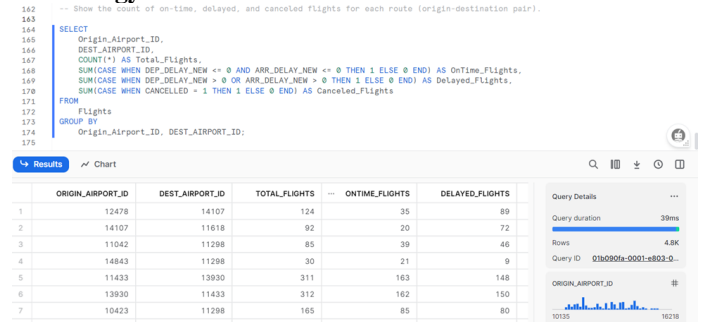 162 -- Show the count of on-time, delayed, and canceled flights for each route (origin-destination pair).
163
164 SELECT
165 Origin_Airport_ID,
166 DEST_AIRPORT_ID,
167 COUNT(*) AS Total_Flights,
168 SUM(CASE WHEN DEP_DELAY_NEW <= 0 AND ARR_DELAY_NEW <= 0 THEN 1 ELSE 0 END) AS OnTime_Flights,
169 SUM(CASE WHEN DEP_DELAY_NEW > 0 OR ARR_DELAY_NEW > 0 THEN 1 ELSE 0 END) AS Delayed_Flights,
170 SUM(CASE WHEN CANCELLED = 1 THEN 1 ELSE 0 END) AS Canceled_Flights
171 FROM
172 Flights
173 GROUP BY
174 Origin_Airport_ID, DEST_AIRPORT_ID;
175
Results Chart
ORIGIN_AIRPORT_ID DEST_AIRPORT_ID TOTAL_FLIGHTS ... ONTIME_FLIGHTS DELAYED_FLIGHTS
1 12478 14107 124 35 89
2 14107 11618 92 20 72
3 11042 11298 85 39 46
4 14843 11298 30 21 9
5 11433 13930 311 163 148
6 13930 11433 312 162 150
7 10423 11298 165 85 80
Query Details ...
Query duration 39ms
Rows 4.8K
Query ID 01b090fa-0001-e803-0...
ORIGIN_AIRPORT_ID #
10135 16218